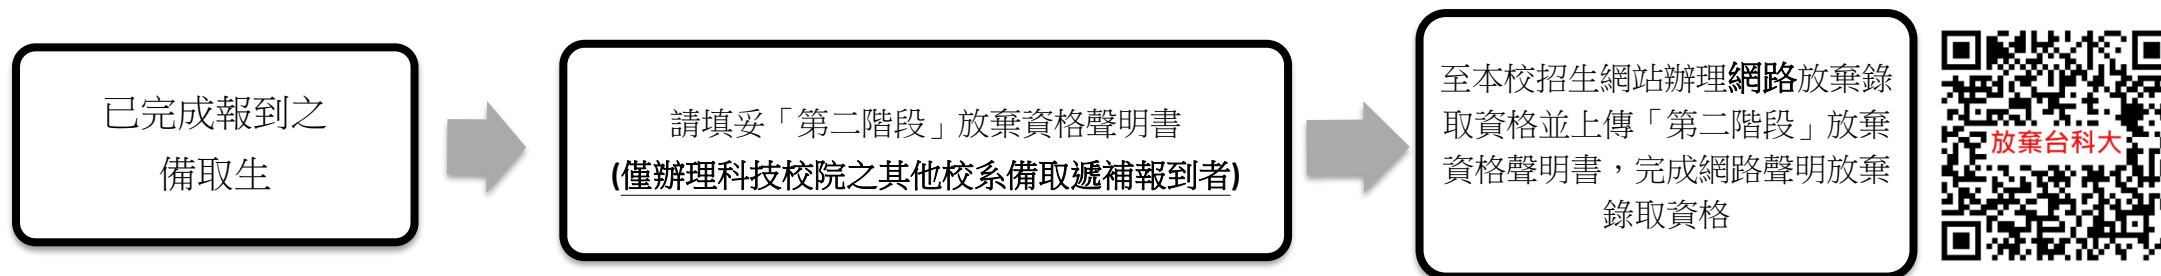 已完成報到之
備取生
請填妥「第二階段」放棄資格聲明書
(僅辦理科技校院之其他校系備取遞補報到者)
至本校招生網站辦理網路放棄錄
取資格並上傳「第二階段」放棄
資格聲明書，完成網路聲明放棄
錄取資格
放棄台科大